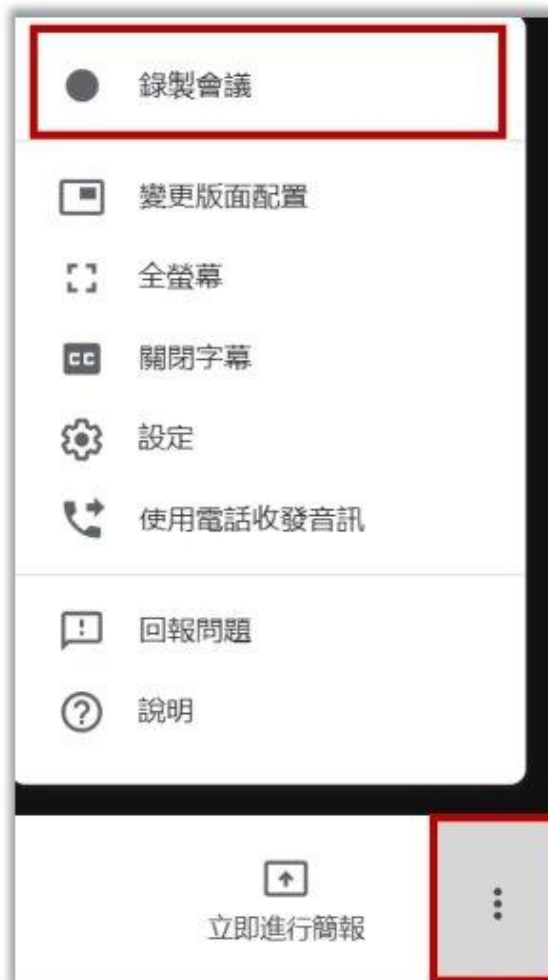 錄製會議
變更版面配置
全螢幕
CC
關閉字幕
設定
使用電話收發音訊
回報問題
說明
立即進行簡報